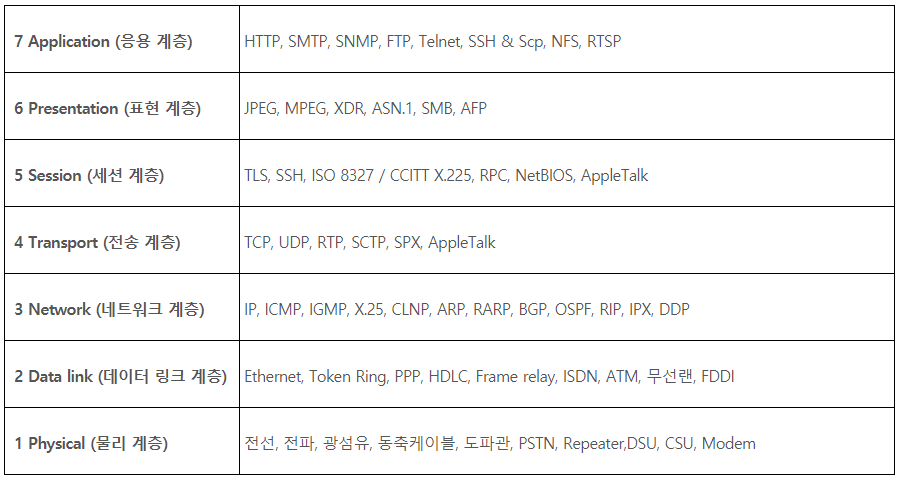 7 Application (응용 계층) HTTP, SMTP, SNMP, FTP, Telnet, SSH & Scp, NFS, RTSP
6 Presentation (표현 계층) JPEG, MPEG, XDR, ASN.1, SMB, AFP
5 Session (세션 계층) TLS, SSH, ISO 8327 / CCITT X.225, RPC, NetBIOS, AppleTalk
4 Transport (전송 계층) TCP, UDP, RTP, SCTP, SPX, AppleTalk
3 Network (네트워크 계층) IP, ICMP, IGMP, X.25, CLNP, ARP, RARP, BGP, OSPF, RIP, IPX, DDP
2 Data link (데이터 링크 계층) Ethernet, Token Ring, PPP, HDLC, Frame relay, ISDN, ATM, 무선랜, FDDI
1 Physical (물리 계층) 전선, 전파, 광섬유, 동축케이블, 도파관, PSTN, Repeater,DSU, CSU, Modem